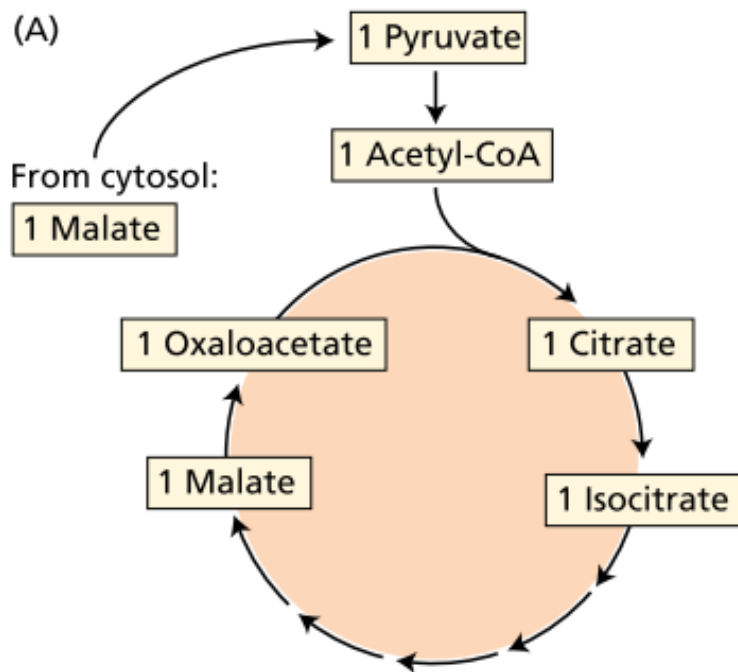 (A)
1 Pyruvate
1 Acetyl-CoA
From cytosol:
1 Malate
1 Oxaloacetate
1 Citrate
1 Malate
1 Isocitrate